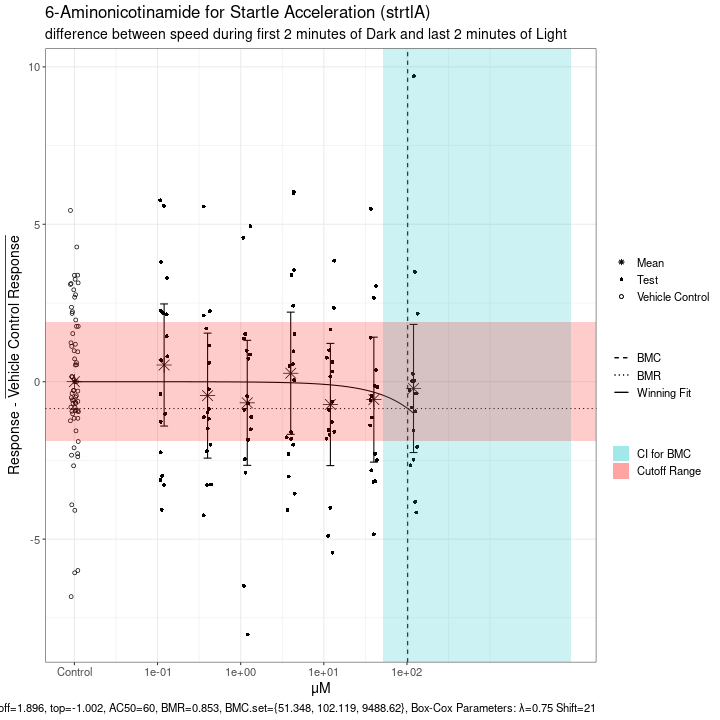 6-Aminonicotinamide for Startle Acceleration (strtlA)
difference between speed during first 2 minutes of Dark and last 2 minutes of Light
Response - Vehicle Control Response
10
5
0
-5
Control
1e-01
1e+00
1e+01
1e+02
μM
Mean
Test
Vehicle Control
BMC
BMR
Winning Fit
CI for BMC
Cutoff Range
off=1.896, top=-1.002, AC50=60, BMR=0.853, BMC.set={51.348, 102.119, 9488.62}, Box-Cox Parameters: λ=0.75 Shift=21